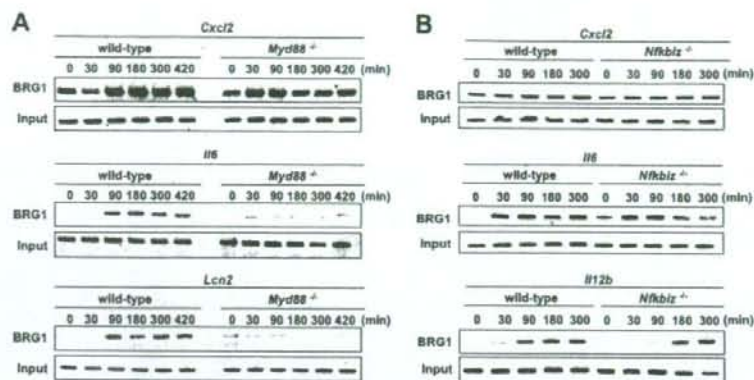 A
Cxcl2
wild-type Myd88 -/-
0 30 90 180 300 420 0 30 90 180 300 420 (min)
BRG1
Input
Il6
wild-type Myd88 -/-
0 30 90 180 300 420 0 30 90 180 300 420 (min)
BRG1
Input
Lcn2
wild-type Myd88 -/-
0 30 90 180 300 420 0 30 90 180 300 420 (min)
BRG1
Input
B
Cxcl2
wild-type Nfkbiz -/-
0 30 90 180 300 0 30 90 180 300 (min)
BRG1
Input
Il6
wild-type Nfkbiz -/-
0 30 90 180 300 0 30 90 180 300 (min)
BRG1
Input
Il12b
wild-type Nfkbiz -/-
0 30 90 180 300 0 30 90 180 300 (min)
BRG1
Input